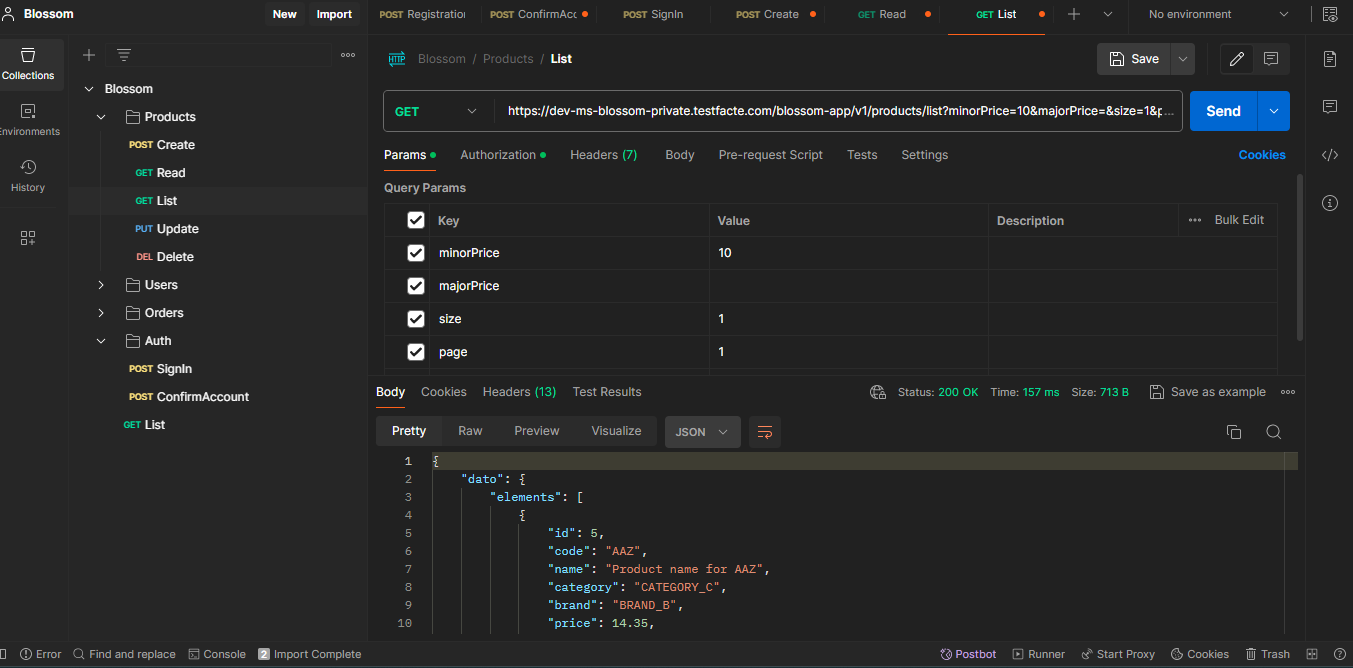 Blossom
New
Import
POST Registration
POST ConfirmAcc
POST SignIn
POST Create
GET Read
GET List
No environment
Collections
Environments
History
Blossom
Products
POST Create
GET Read
GET List
PUT Update
DEL Delete
Users
Orders
Auth
POST SignIn
POST ConfirmAccount
GET List
HTTP Blossom / Products / List
Save
GET
https://dev-ms-blossom-private.testfacte.com/blossom-app/v1/products/list?minorPrice=10&majorPrice=&size=1&p...
Send
Params Authorization Headers (7) Body Pre-request Script Tests Settings
Cookies
Query Params
Key Value Description Bulk Edit
minorPrice 10
majorPrice
size 1
page 1
Body Cookies Headers (13) Test Results
Status: 200 OK Time: 157 ms Size: 713 B
Save as example
Pretty Raw Preview Visualize JSON
1 {
2 "dato": {
3 "elements": [
4 {
5 "id": 5,
6 "code": "AAZ",
7 "name": "Product name for AAZ",
8 "category": "CATEGORY_C",
9 "brand": "BRAND_B",
10 "price": 14.35,
Error Find and replace Console 2 Import Complete
Postbot Runner Start Proxy Cookies Trash